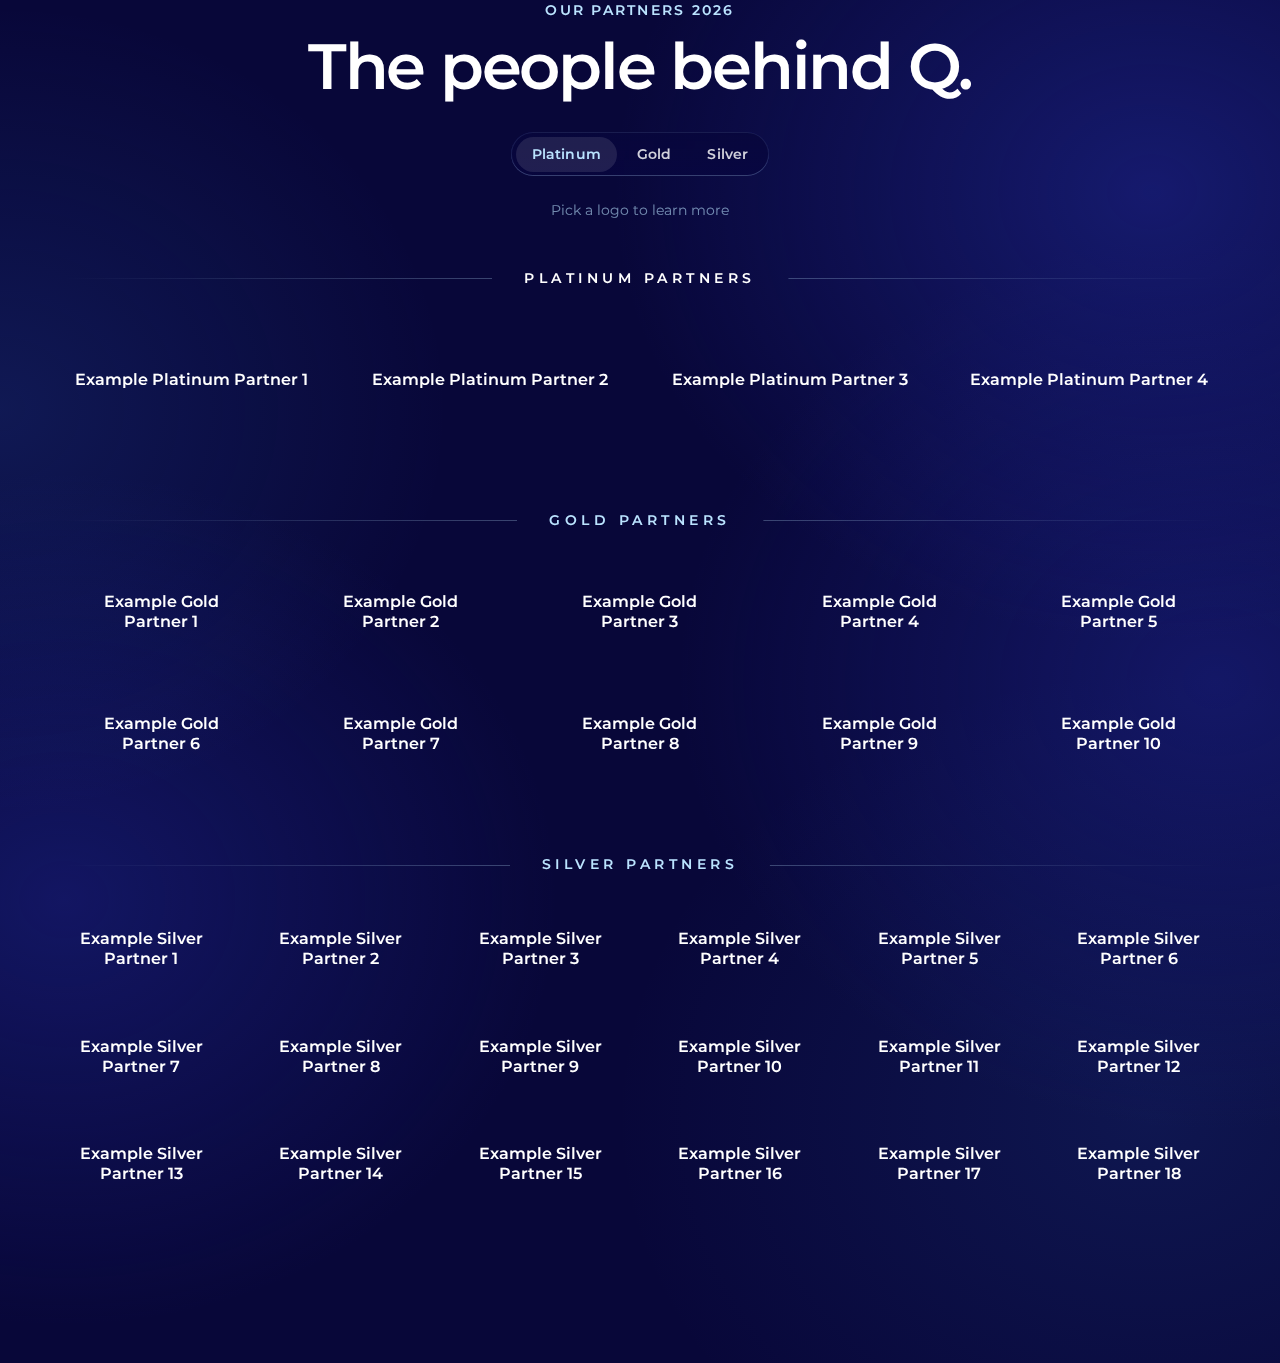 OUR PARTNERS 2026
The people behind Q.
Platinum Gold Silver
Pick a logo to learn more
PLATINUM PARTNERS
Example Platinum Partner 1 Example Platinum Partner 2 Example Platinum Partner 3 Example Platinum Partner 4
GOLD PARTNERS
Example Gold Example Gold Example Gold Example Gold Example Gold
Partner 1 Partner 2 Partner 3 Partner 4 Partner 5
Example Gold Example Gold Example Gold Example Gold Example Gold
Partner 6 Partner 7 Partner 8 Partner 9 Partner 10
SILVER PARTNERS
Example Silver Example Silver Example Silver Example Silver Example Silver Example Silver
Partner 1 Partner 2 Partner 3 Partner 4 Partner 5 Partner 6
Example Silver Example Silver Example Silver Example Silver Example Silver Example Silver
Partner 7 Partner 8 Partner 9 Partner 10 Partner 11 Partner 12
Example Silver Example Silver Example Silver Example Silver Example Silver Example Silver
Partner 13 Partner 14 Partner 15 Partner 16 Partner 17 Partner 18